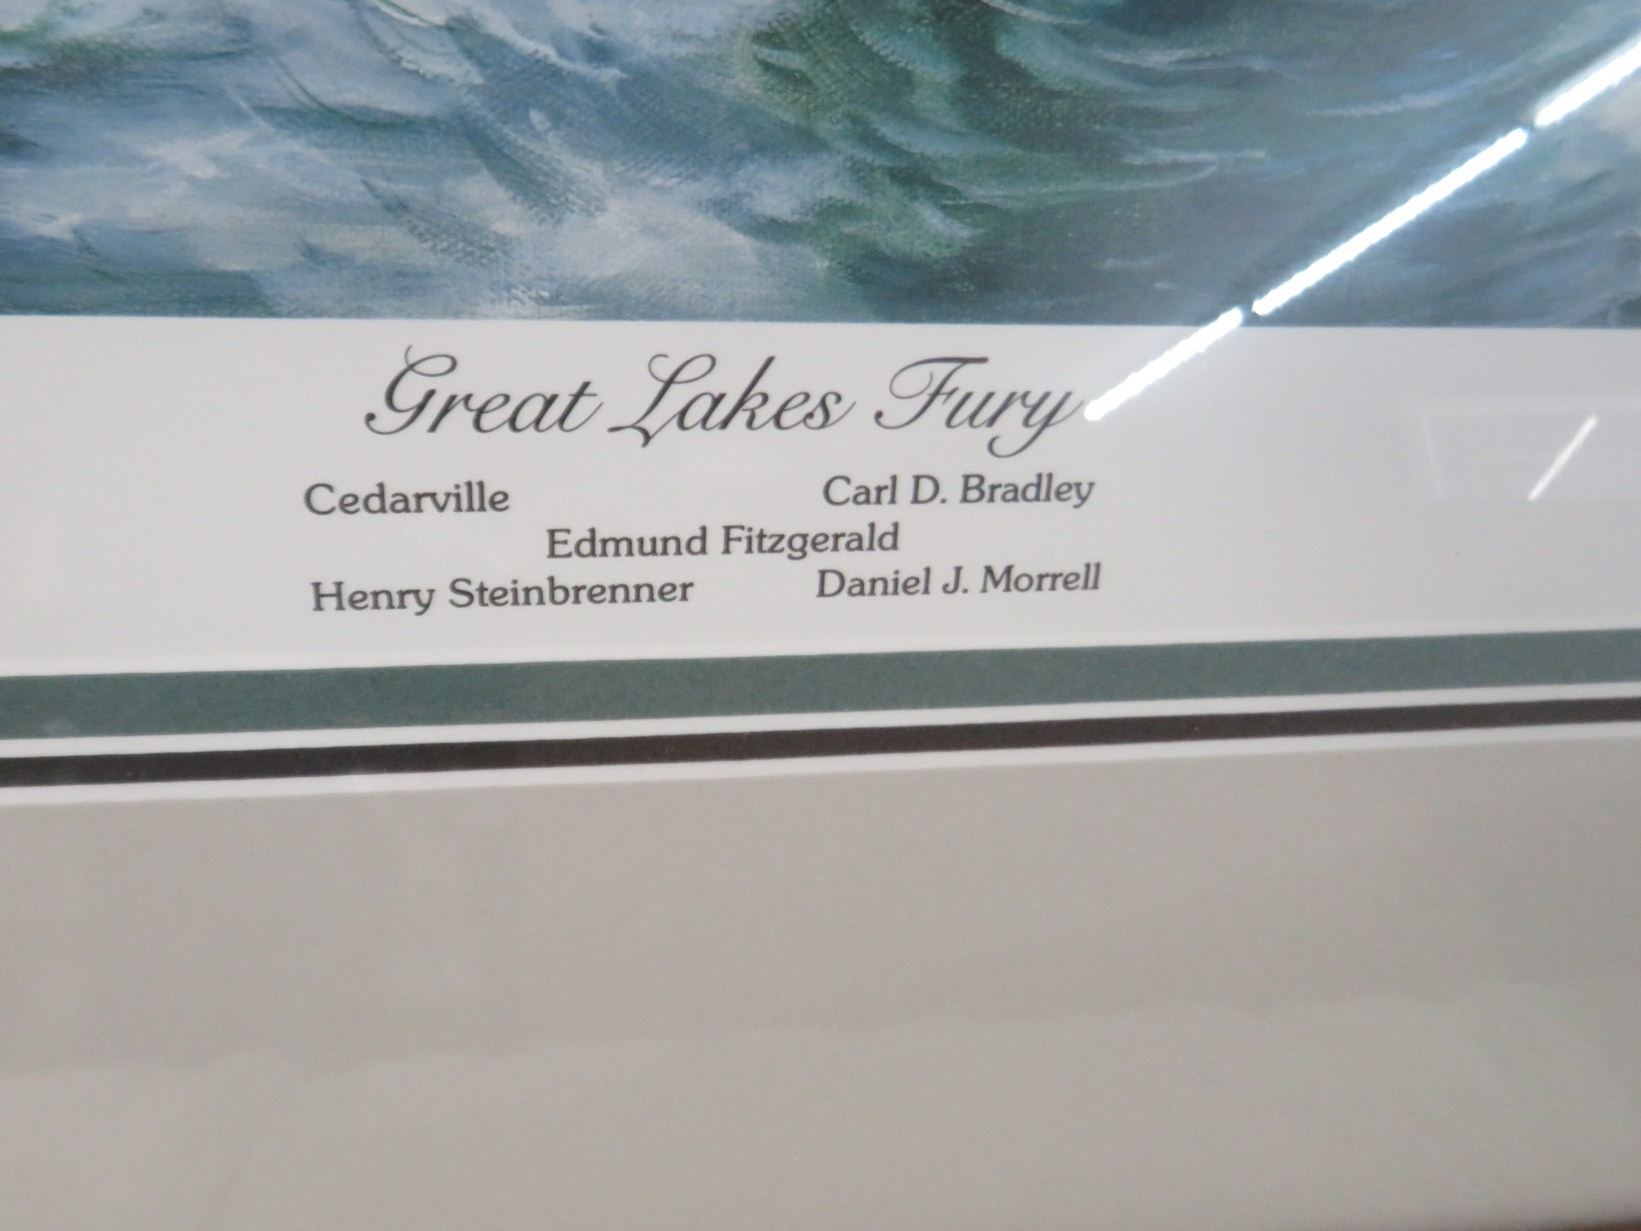 Great Lakes Fury
Cedarville Carl D. Bradley
Edmund Fitzgerald
Henry Steinbrenner Daniel J. Morrell